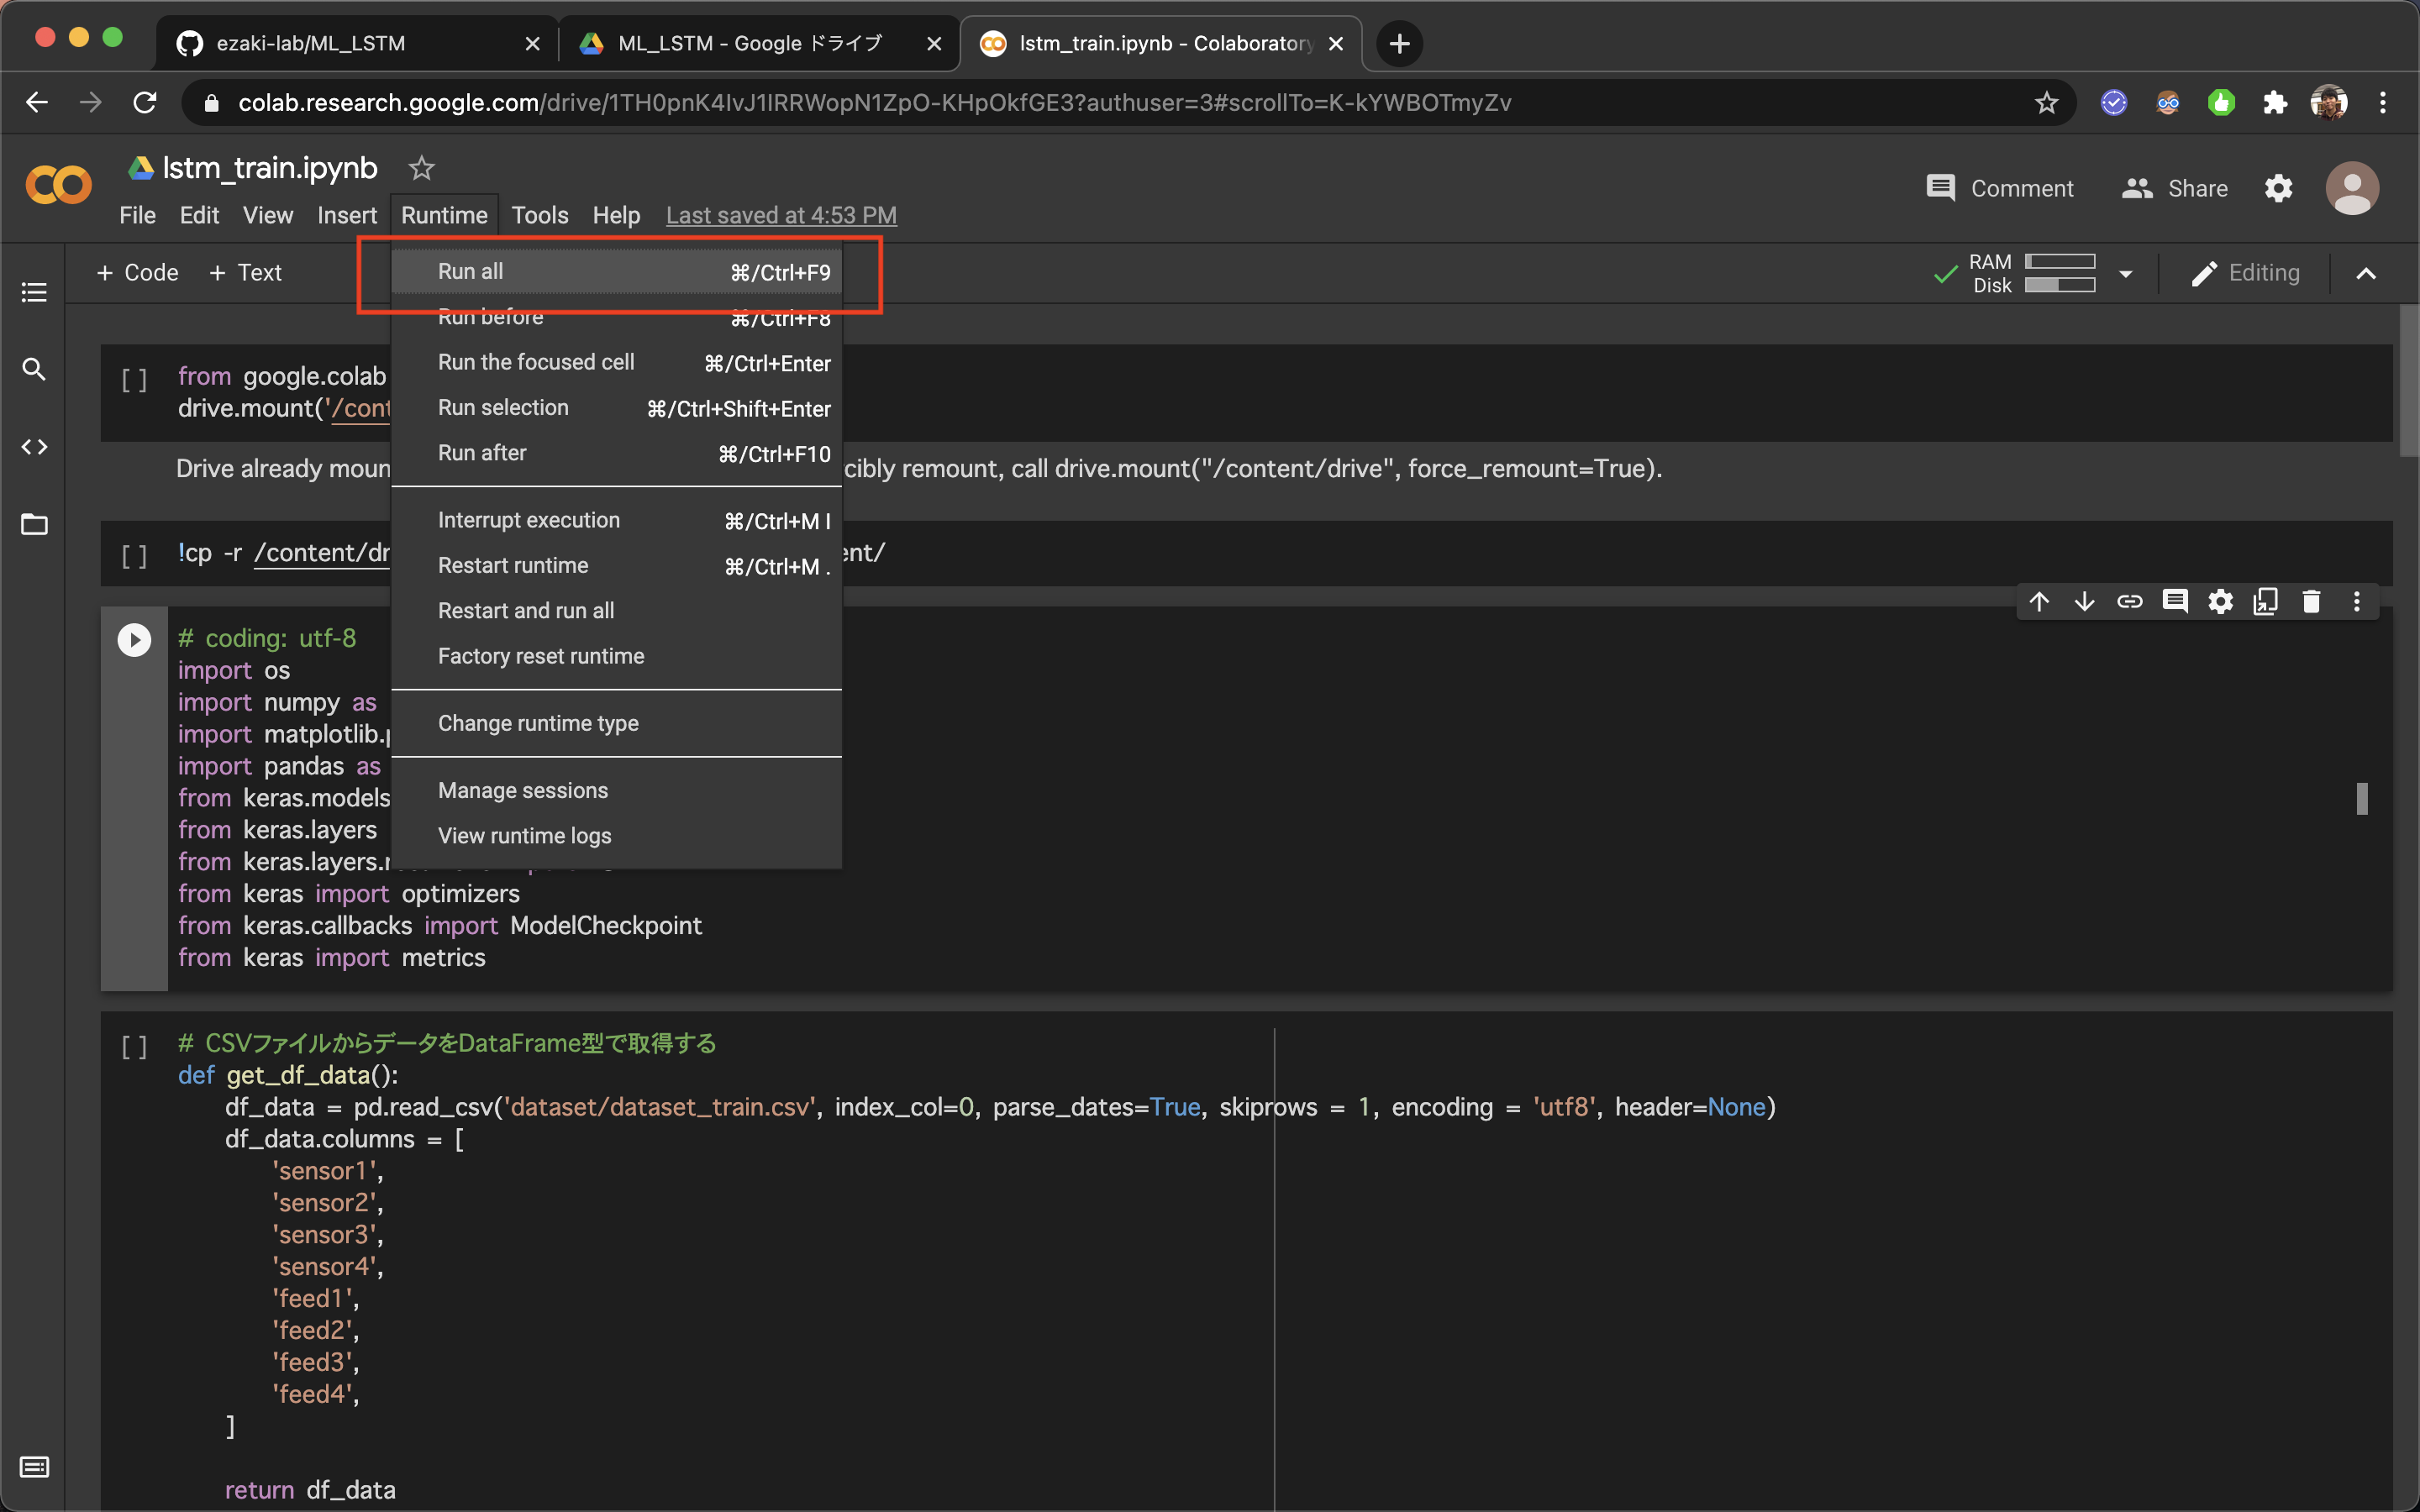 ezaki-lab/ML_LSTM
ML_LSTM - Google ドライブ
lstm_train.ipynb - Colaboratory
colab.research.google.com/drive/1TH0pnK4IvJ1IRRWopN1ZpO-KHpOkfGE3?authuser=3#scrollTo=K-kYWBOTmyZv
lstm_train.ipynb
Comment
Share
File Edit View Insert Runtime Tools Help Last saved at 4:53 PM
+ Code + Text
RAM
Disk
Editing
Run all ⌘/Ctrl+F9
Run before ⌘/Ctrl+F8
Run the focused cell ⌘/Ctrl+Enter
Run selection ⌘/Ctrl+Shift+Enter
Run after ⌘/Ctrl+F10
Interrupt execution ⌘/Ctrl+M I
Restart runtime ⌘/Ctrl+M .
Restart and run all
Factory reset runtime
Change runtime type
Manage sessions
View runtime logs
[ ] from google.colab
drive.mount('/cont
Drive already moun cibly remount, call drive.mount("/content/drive", force_remount=True).
[ ] !cp -r /content/dr ent/
# coding: utf-8
import os
import numpy as
import matplotlib.p
import pandas as
from keras.models
from keras.layers
from keras.layers.r
from keras import optimizers
from keras.callbacks import ModelCheckpoint
from keras import metrics
[ ] # CSVファイルからデータをDataFrame型で取得する
def get_df_data():
df_data = pd.read_csv('dataset/dataset_train.csv', index_col=0, parse_dates=True, skiprows = 1, encoding = 'utf8', header=None)
df_data.columns = [
'sensor1',
'sensor2',
'sensor3',
'sensor4',
'feed1',
'feed2',
'feed3',
'feed4',
]
return df_data